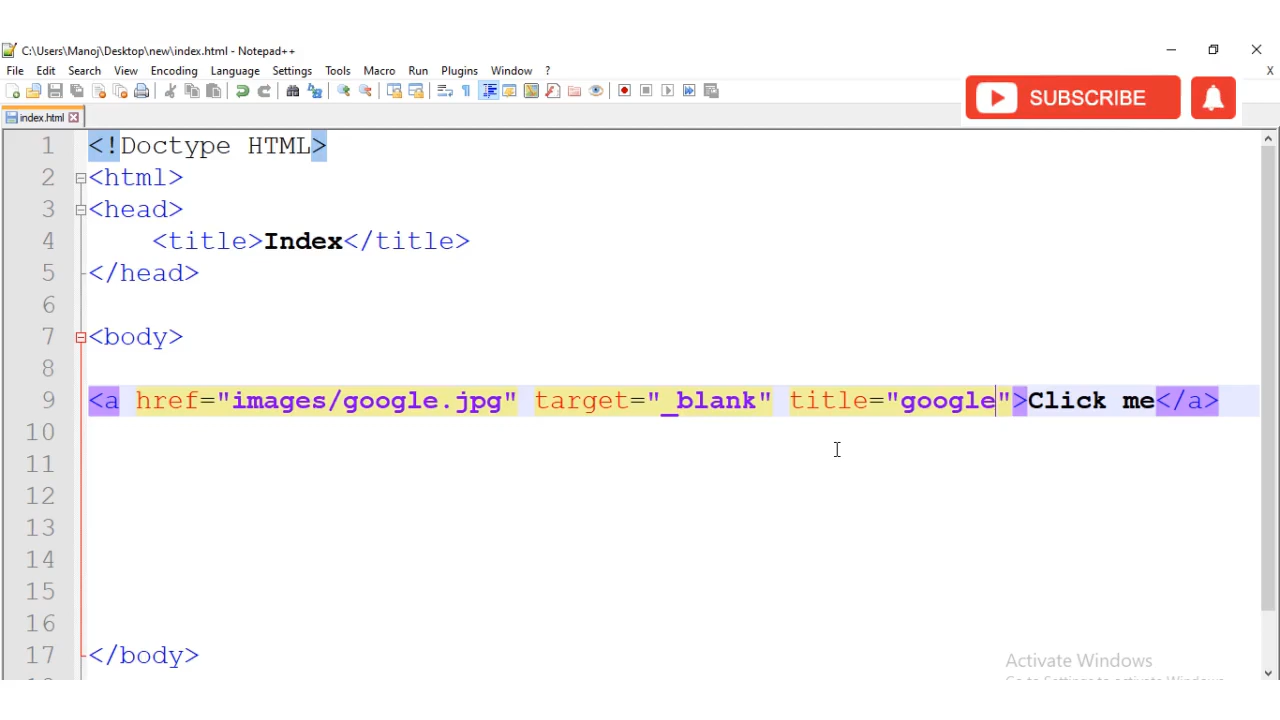 C:\Users\Manoj\Desktop\new\index.html - Notepad++
File Edit Search View Encoding Language Settings Tools Macro Run Plugins Window ? X
SUBSCRIBE
index.html
1 <!Doctype HTML>
2 <html>
3 <head>
4 <title>Index</title>
5 </head>
6
7 <body>
8
9 <a href="images/google.jpg" target="_blank" title="google">Click me</a>
10
11
12
13
14
15
16
17 </body>
Activate Windows